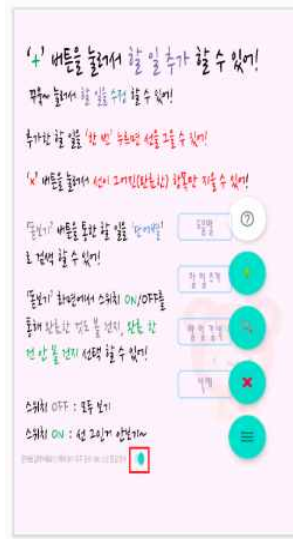 '+' 버튼을 눌러서 할 일 추가 할 수 있어!
꾸욱~ 눌러서 할 일을 수정 할 수 있어!
추가한 할 일을 '한 번' 누르면 선을 그을 수 있어!
'x' 버튼을 눌러서 선이 그어진(완료한) 항목만 지울 수 있어!
'돋보기' 버튼을 통한 할 일을 '단어별'
로 검색 할 수 있어!
'돋보기' 화면에서 스위치 ON/OFF를
통해 완료한 것도 볼 건지, 완료 한
건 안 볼 건지 선택 할 수 있어!
스위치 OFF : 모두 보기
스위치 ON : 선 그인거 안보기~
도움말
할 일 추가
할 일 검색
삭제